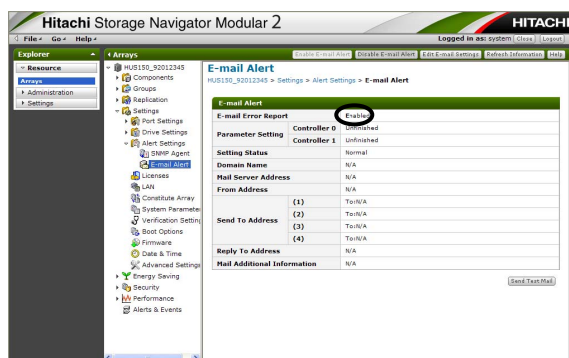 Hitachi Storage Navigator Modular 2
HITACHI
File Go Help
Logged in as: system Close Logout
Explorer
Resource
Arrays
Administration
Settings
Arrays
HUS150_92012345
Components
Groups
Replication
Settings
Port Settings
Drive Settings
Alert Settings
SNMP Agent
E-mail Alert
Licenses
LAN
Constitute Array
System Parameter
Verification Setting
Boot Options
Firmware
Date & Time
Advanced Settings
Energy Saving
Security
Performance
Alerts & Events
Enable E-mail Alert Disable E-mail Alert Edit E-mail Settings Refresh Information Help
E-mail Alert
HUS150_92012345 > Settings > Alert Settings > E-mail Alert
E-mail Alert
E-mail Error Report Enabled
Parameter Setting Controller 0 Unfinished
Controller 1 Unfinished
Setting Status Normal
Domain Name N/A
Mail Server Address N/A
From Address N/A
Send To Address (1) To:N/A
(2) To:N/A
(3) To:N/A
(4) To:N/A
Reply To Address N/A
Mail Additional Information N/A
Send Test Mail